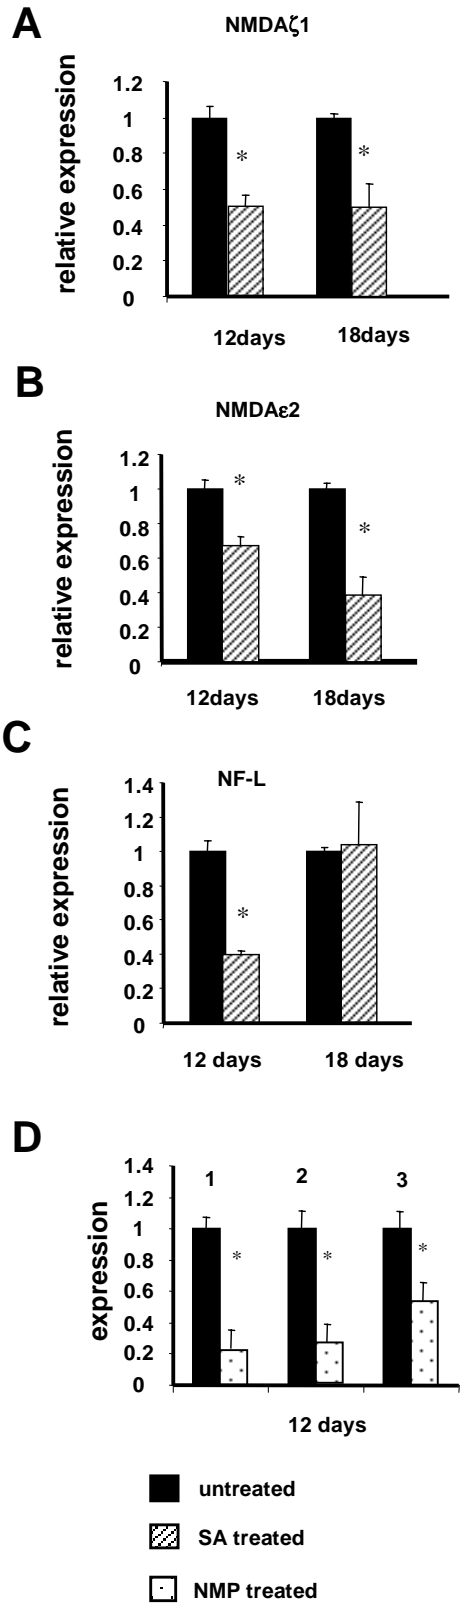 A
NMDAζ1
relative expression
1.2
1
0.8
0.6
0.4
0.2
0
*
*
12days
18days
B
NMDAε2
relative expression
1.2
1
0.8
0.6
0.4
0.2
0
*
*
12days
18days
C
NF-L
relative expression
1.4
1.2
1
0.8
0.6
0.4
0.2
0
*
12 days
18 days
D
expression
1.4
1.2
1
0.8
0.6
0.4
0.2
0
1
2
3
*
*
*
12 days
untreated
SA treated
NMP treated